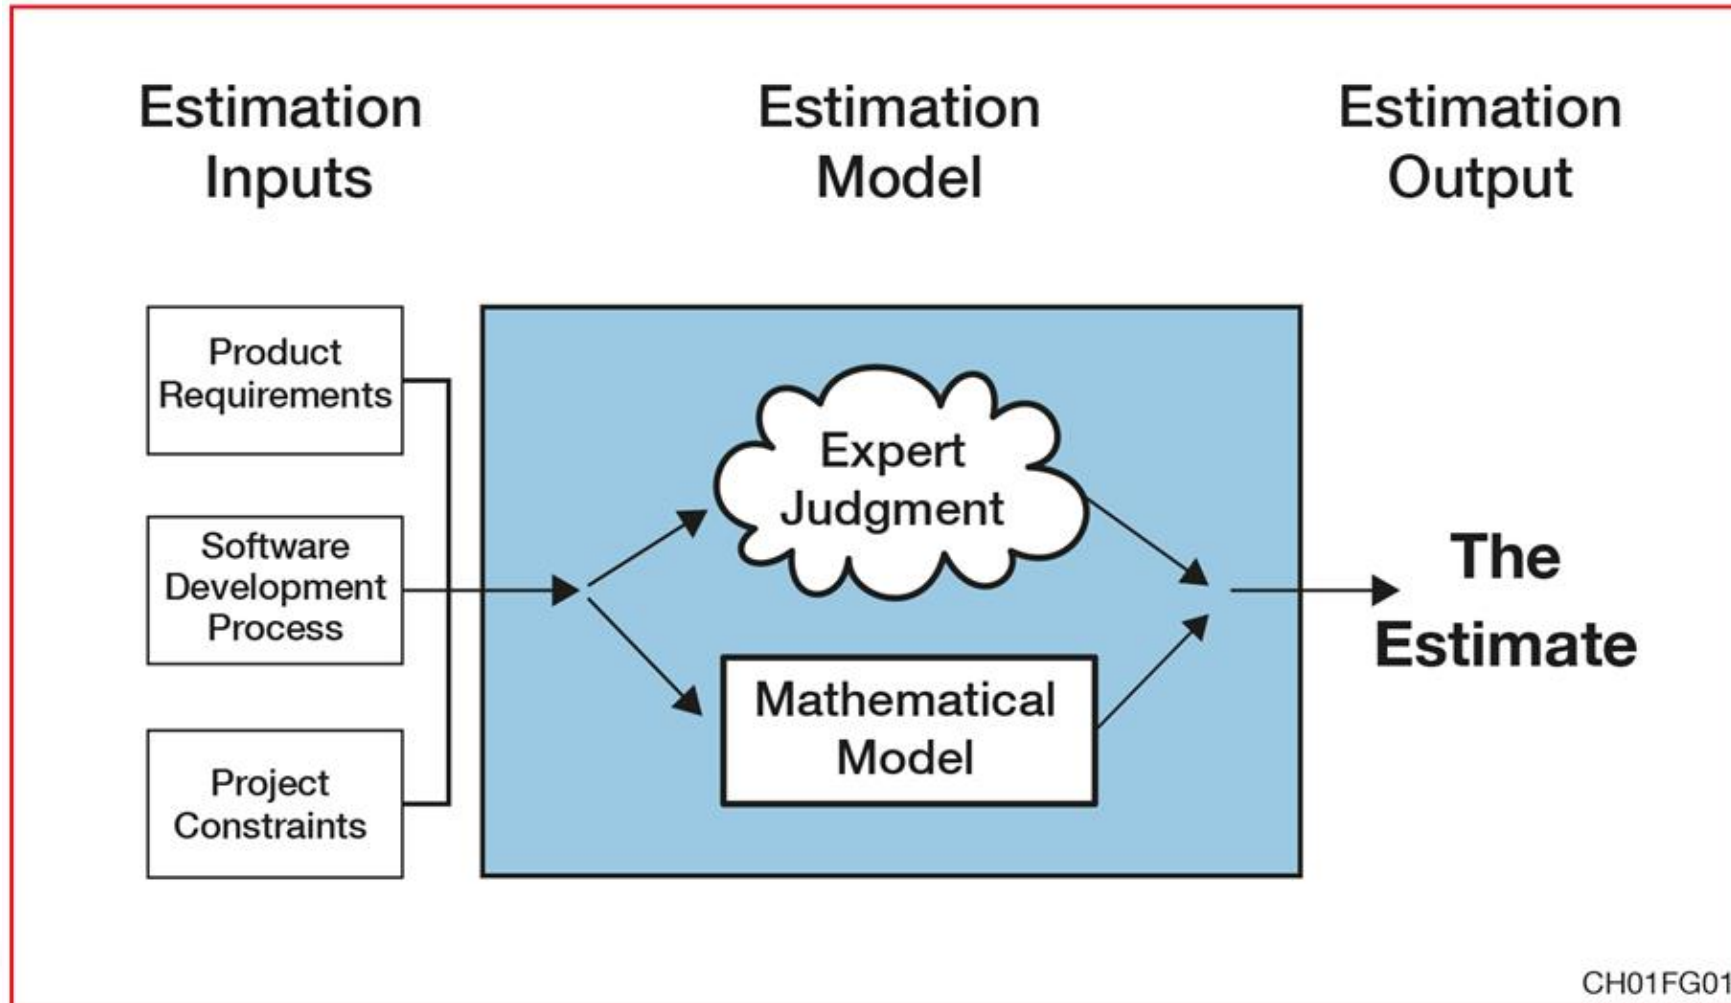 Estimation
Inputs
Estimation
Model
Estimation
Output
Product
Requirements
Software
Development
Process
Project
Constraints
Expert
Judgment
Mathematical
Model
The
Estimate
CH01FG01